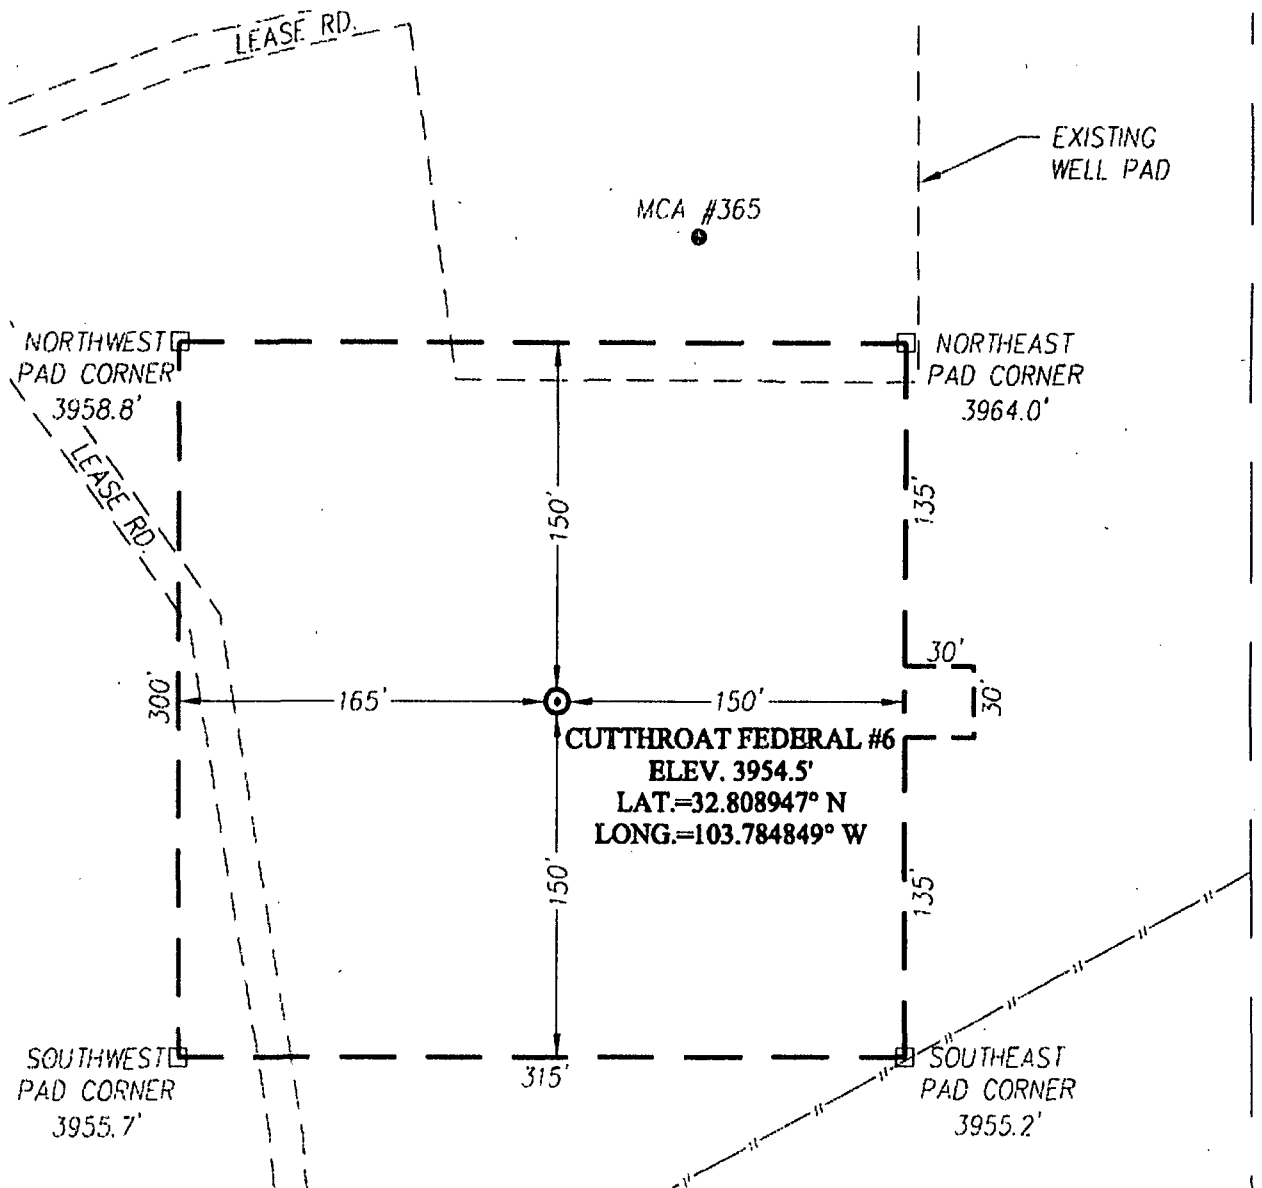 LEASE RD.
EXISTING
WELL PAD
MCA #365
NORTHWEST
PAD CORNER
3958.8'
NORTHEAST
PAD CORNER
3964.0'
LEASE RD.
150'
135'
30'
300'
165'
150'
30'
CUTTHROAT FEDERAL #6
ELEV. 3954.5'
LAT.=32.808947° N
LONG.=103.784849° W
150'
135'
SOUTHWEST
PAD CORNER
3955.7'
315'
SOUTHEAST
PAD CORNER
3955.2'